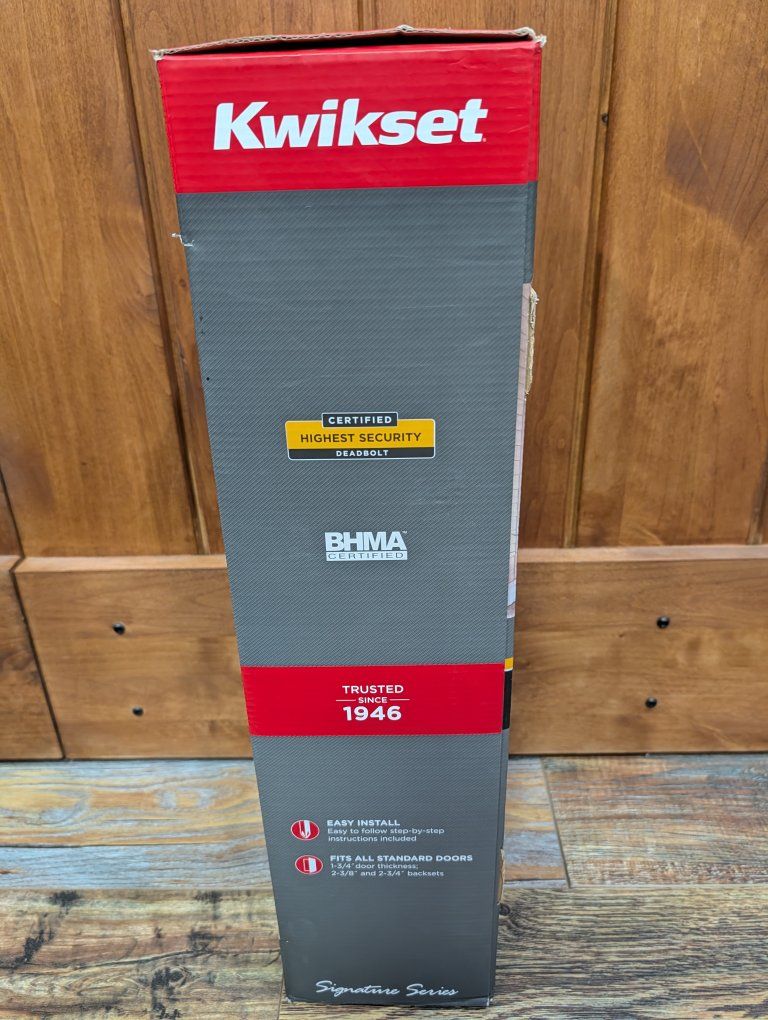 Kwikset
CERTIFIED
HIGHEST SECURITY
DEADBOLT
BHMA™
CERTIFIED
TRUSTED
SINCE
1946
EASY INSTALL
Easy to follow step-by-step
instructions included
FITS ALL STANDARD DOORS
1-3/4" door thickness;
2-3/8" and 2-3/4" backsets
Signature Series